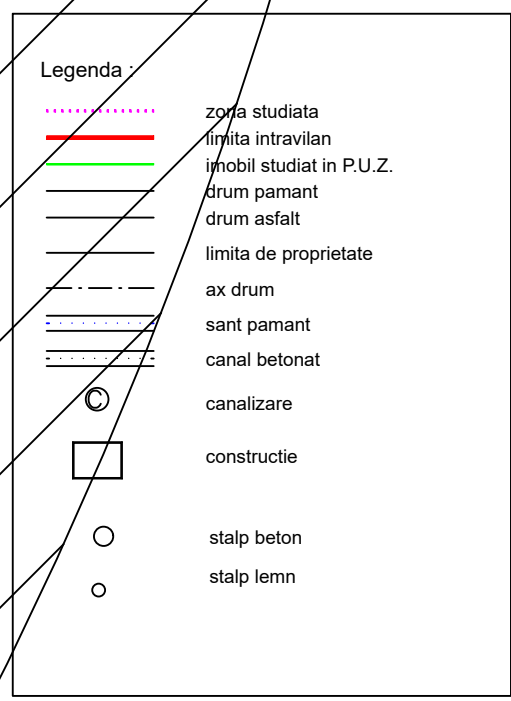 Legenda :
zona studiata
limita intravilan
imobil studiat in P.U.Z.
drum pamant
drum asfalt
limita de proprietate
ax drum
sant pamant
canal betonat
C canalizare
constructie
stalp beton
stalp lemn